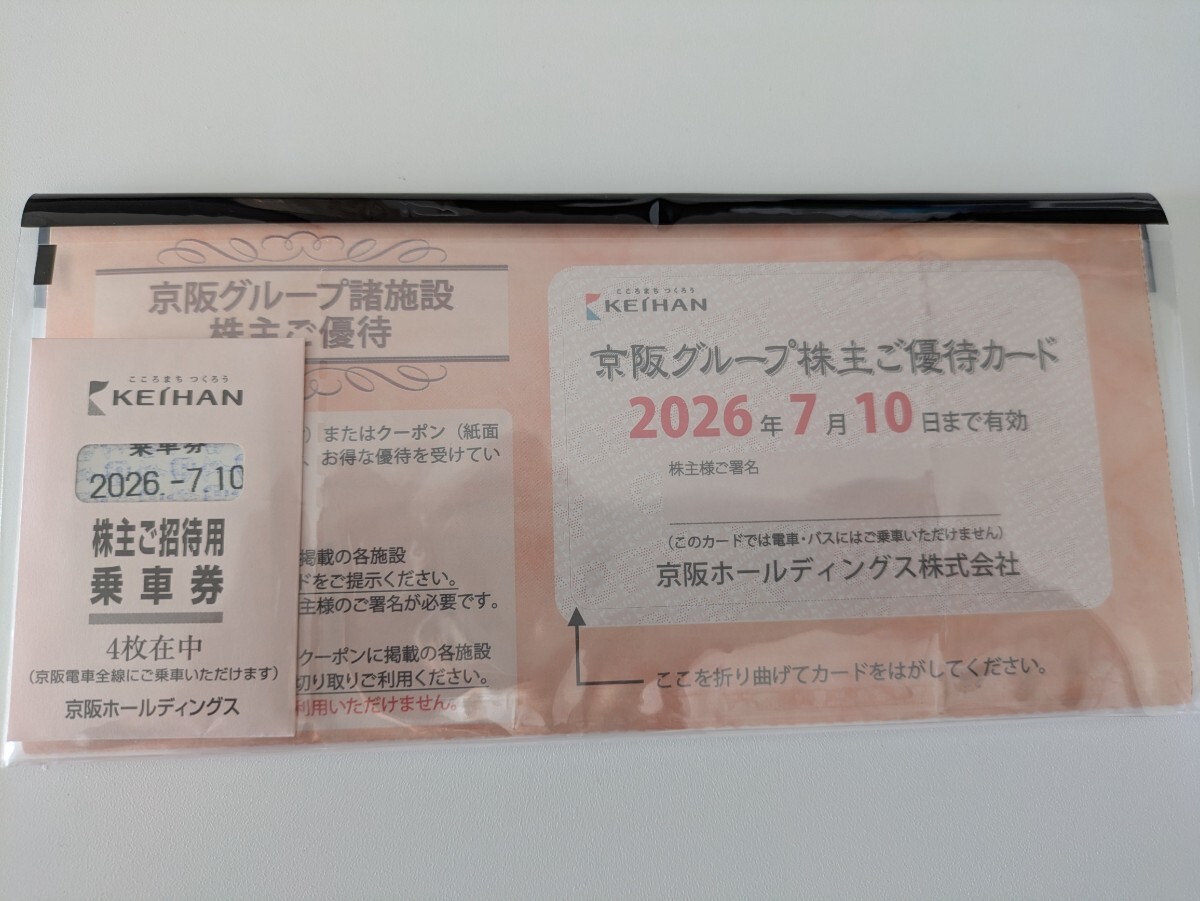 京阪グループ諸施設
株主ご優待
こころまち つくろう
KEIHAN
乗車券
2026.-7.10
株主ご招待用
乗車券
4枚在中
(京阪電車全線にご乗車いただけます)
京阪ホールディングス
)またはクーポン(紙面
、お得な優待を受けてい
掲載の各施設
ドをご提示ください。
主様のご署名が必要です。
クーポンに掲載の各施設
切り取りご利用ください。
利用いただけません。
こころまち つくろう
KEIHAN
京阪グループ株主ご優待カード
2026年7月10日まで有効
株主様ご署名
(このカードでは電車・バスにはご乗車いただけません)
京阪ホールディングス株式会社
ここを折り曲げてカードをはがしてください。